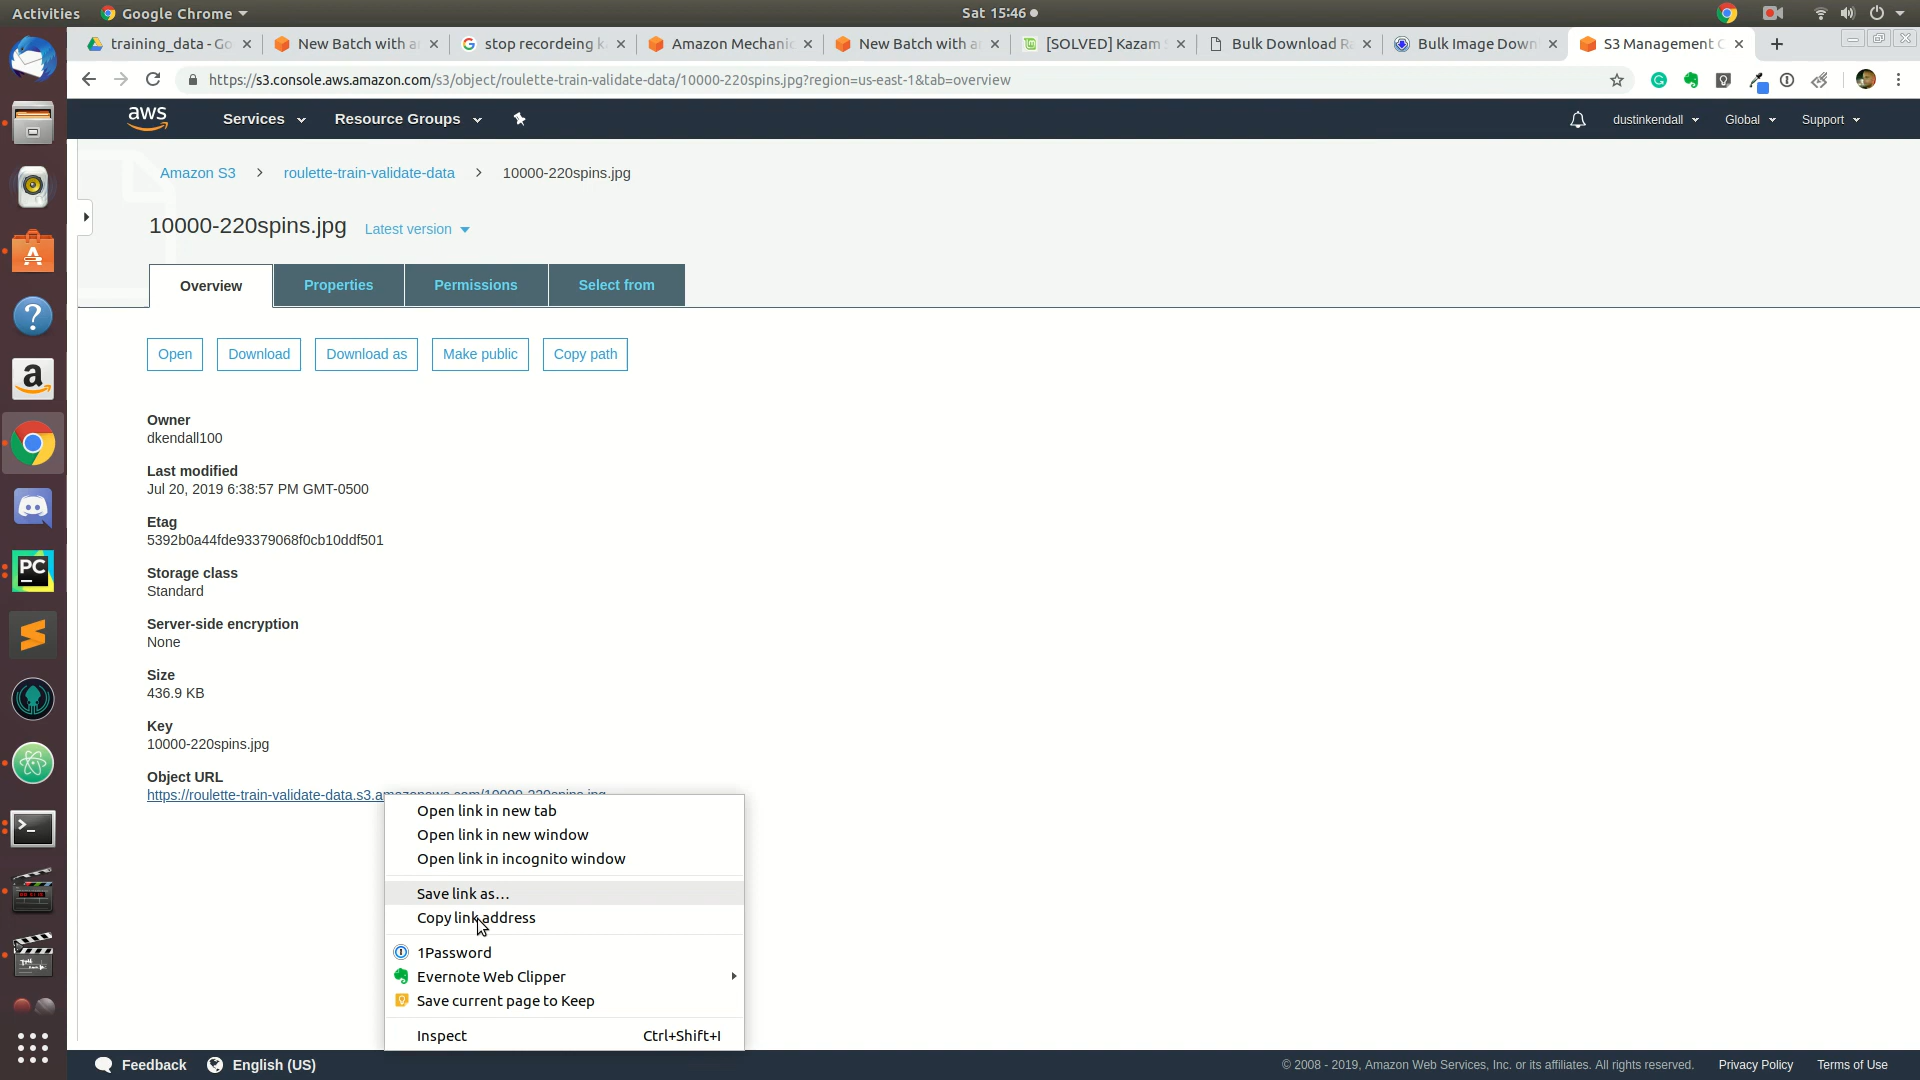 Activities Google Chrome Sat 15:46
training_data - Go New Batch with a stop recordeing k Amazon Mechanic New Batch with a [SOLVED] Kazam Bulk Download Bulk Image Down S3 Management C
https://s3.console.aws.amazon.com/s3/object/roulette-train-validate-data/10000-220spins.jpg?region=us-east-1&tab=overview
aws Services Resource Groups dustinkendall Global Support
Amazon S3 > roulette-train-validate-data > 10000-220spins.jpg
10000-220spins.jpg Latest version
Overview Properties Permissions Select from
Open Download Download as Make public Copy path
Owner
dkendall100
Last modified
Jul 20, 2019 6:38:57 PM GMT-0500
Etag
5392b0a44fde93379068f0cb10ddf501
Storage class
Standard
Server-side encryption
None
Size
436.9 KB
Key
10000-220spins.jpg
Object URL
https://roulette-train-validate-data.s3.amazonaws.com/10000-220spins.jpg
Open link in new tab
Open link in new window
Open link in incognito window
Save link as...
Copy link address
1Password
Evernote Web Clipper
Save current page to Keep
Inspect Ctrl+Shift+I
Feedback English (US) © 2008 - 2019, Amazon Web Services, Inc. or its affiliates. All rights reserved. Privacy Policy Terms of Use